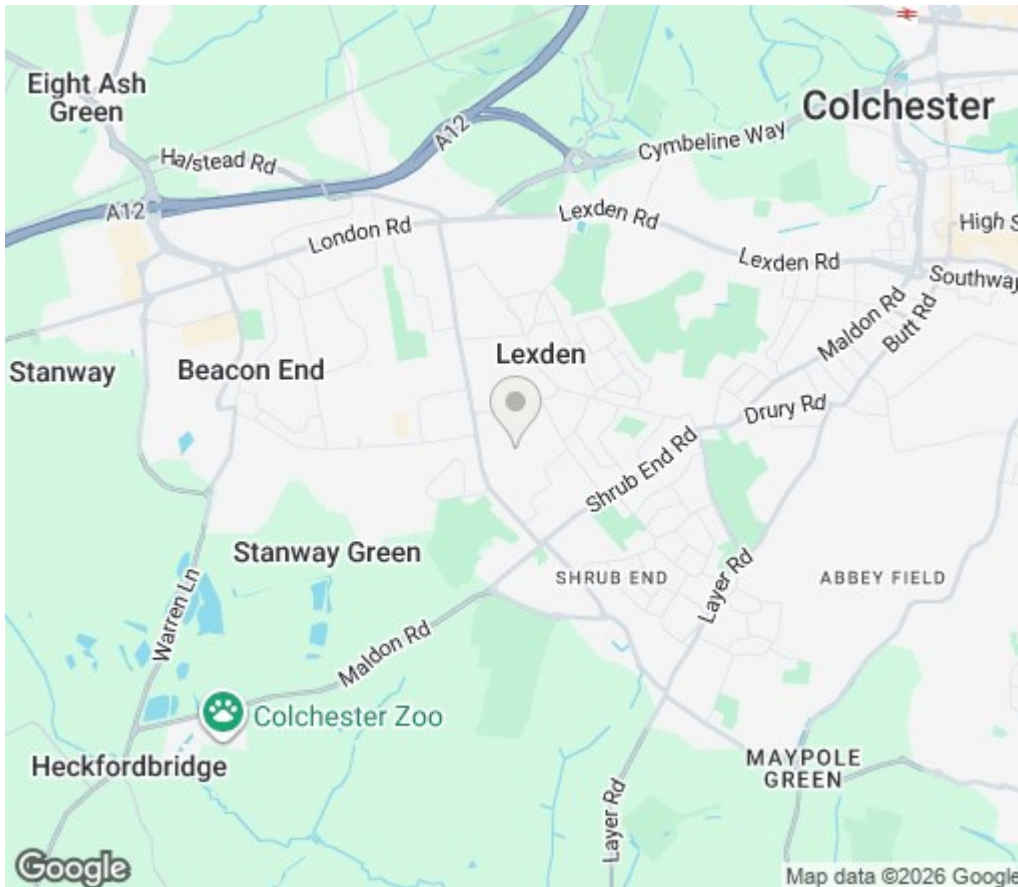 Eight Ash
Green
Colchester
A12
Cymbeline Way
Halstead Rd
A12
Lexden Rd
London Rd
High S
Lexden Rd
Southway
Maldon Rd
Butt Rd
Lexden
Stanway
Beacon End
Drury Rd
Shrub End Rd
Stanway Green
SHRUB END
ABBEY FIELD
Layer Rd
Warren Ln
Maldon Rd
Colchester Zoo
Heckfordbridge
MAYPOLE
GREEN
Layer Rd
Google
Map data ©2026 Google